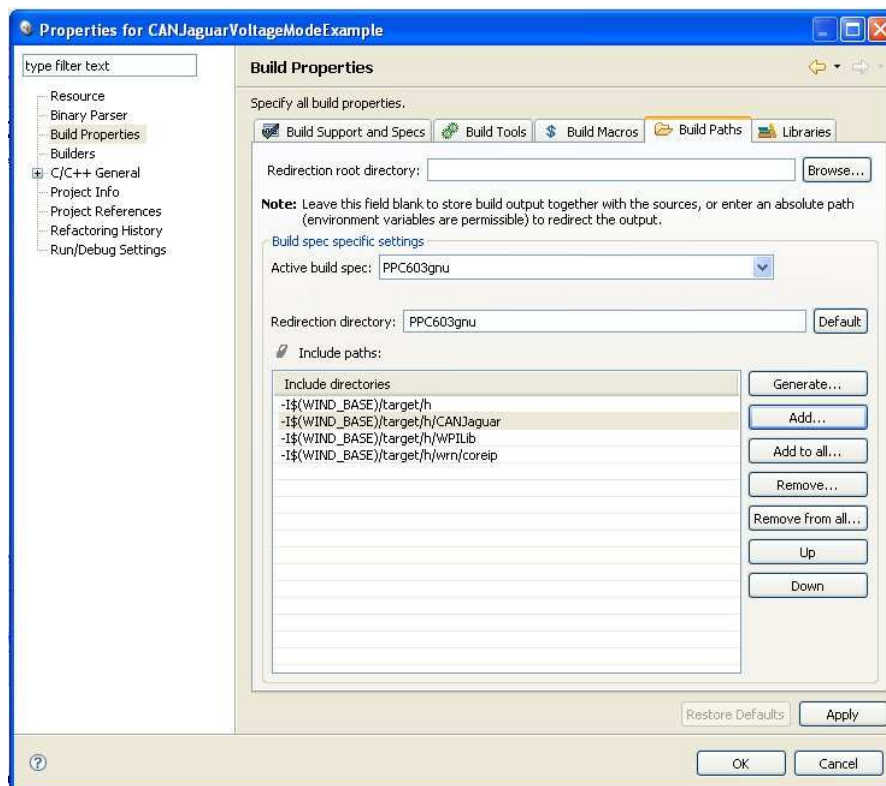 Properties for CANJaguarVoltageModeExample
type filter text
Resource
Binary Parser
Build Properties
Builders
C/C++ General
Project Info
Project References
Refactoring History
Run/Debug Settings
Build Properties
Specify all build properties.
Build Support and Specs Build Tools $ Build Macros Build Paths Libraries
Redirection root directory: Browse...
Note: Leave this field blank to store build output together with the sources, or enter an absolute path
(environment variables are permissible) to redirect the output.
Build spec specific settings
Active build spec: PPC603gnu
Redirection directory: PPC603gnu Default
Include paths:
Include directories
-I$(WIND_BASE)/target/h
-I$(WIND_BASE)/target/h/CANJaguar
-I$(WIND_BASE)/target/h/WPILib
-I$(WIND_BASE)/target/h/wrn/coreip
Generate...
Add...
Add to all...
Remove...
Remove from all...
Up
Down
Restore Defaults Apply
OK Cancel